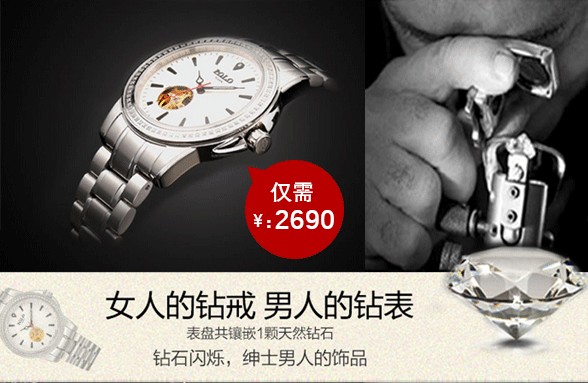 POLO
仅需
¥:2690
女人的钻戒 男人的钻表
表盘共镶嵌1颗天然钻石
钻石闪烁，绅士男人的饰品